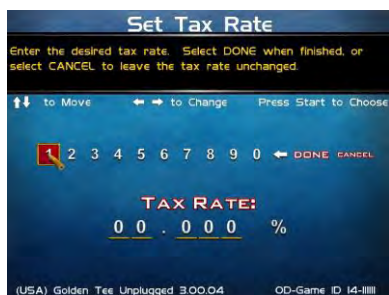 Set Tax Rate
Enter the desired tax rate. Select DONE when finished, or
select CANCEL to leave the tax rate unchanged.
⬆⬇ to Move ⬅ ➡ to Change Press Start to Choose
1 2 3 4 5 6 7 8 9 0 ⬅ DONE CANCEL
TAX RATE:
0 0 . 0 0 0 %
(USA) Golden Tee Unplugged 3.00.04 OD-Game ID 14-111111